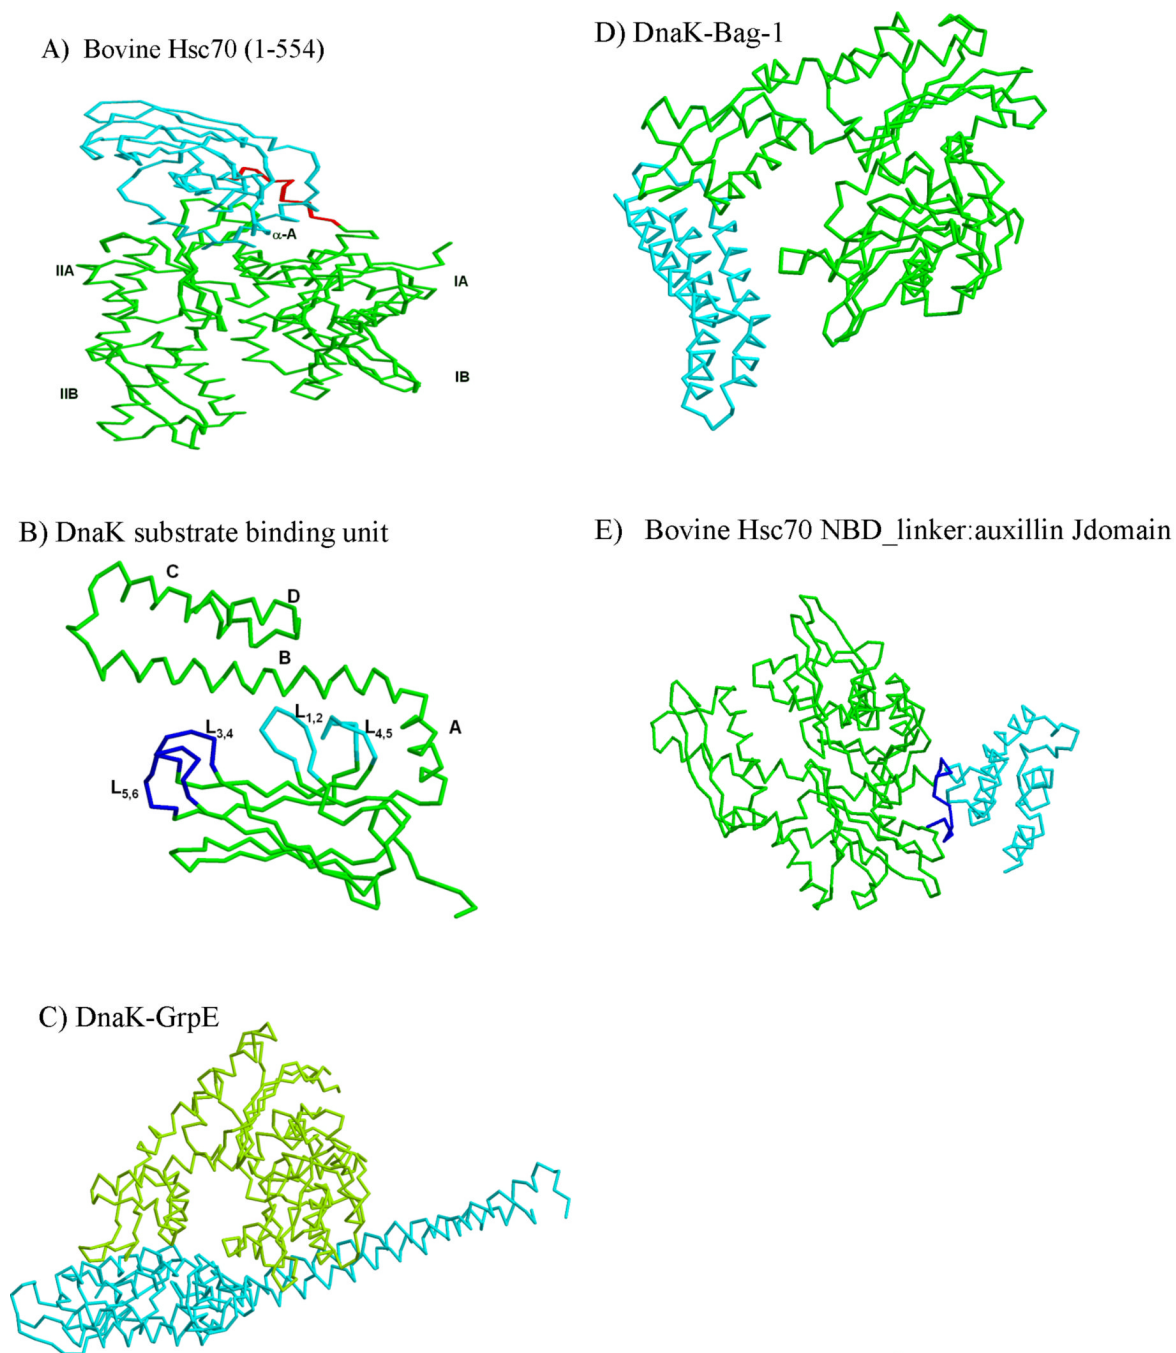 A) Bovine Hsc70 (1-554)
α-A
IIA
IA
IIB
IB
B) DnaK substrate binding unit
C
D
B
L1,2
L3,4
L4,5
A
L5,6
C) DnaK-GrpE
D) DnaK-Bag-1
E) Bovine Hsc70 NBD_linker:auxillin Jdomain